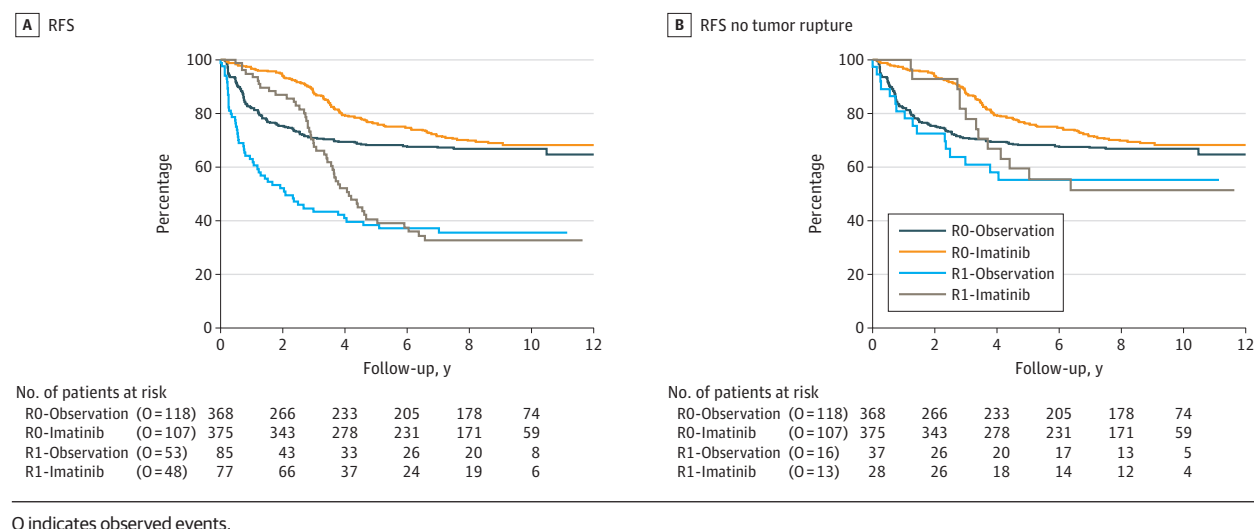 A RFS
Percentage
100
80
60
40
20
0
0 2 4 6 8 10 12
Follow-up, y
No. of patients at risk
R0-Observation (O=118) 368 266 233 205 178 74
R0-Imatinib (O=107) 375 343 278 231 171 59
R1-Observation (O=53) 85 43 33 26 20 8
R1-Imatinib (O=48) 77 66 37 24 19 6
B RFS no tumor rupture
Percentage
100
80
60
40
20
0
R0-Observation
R0-Imatinib
R1-Observation
R1-Imatinib
0 2 4 6 8 10 12
Follow-up, y
No. of patients at risk
R0-Observation (O=118) 368 266 233 205 178 74
R0-Imatinib (O=107) 375 343 278 231 171 59
R1-Observation (O=16) 37 26 20 17 13 5
R1-Imatinib (O=13) 28 26 18 14 12 4
O indicates observed events.